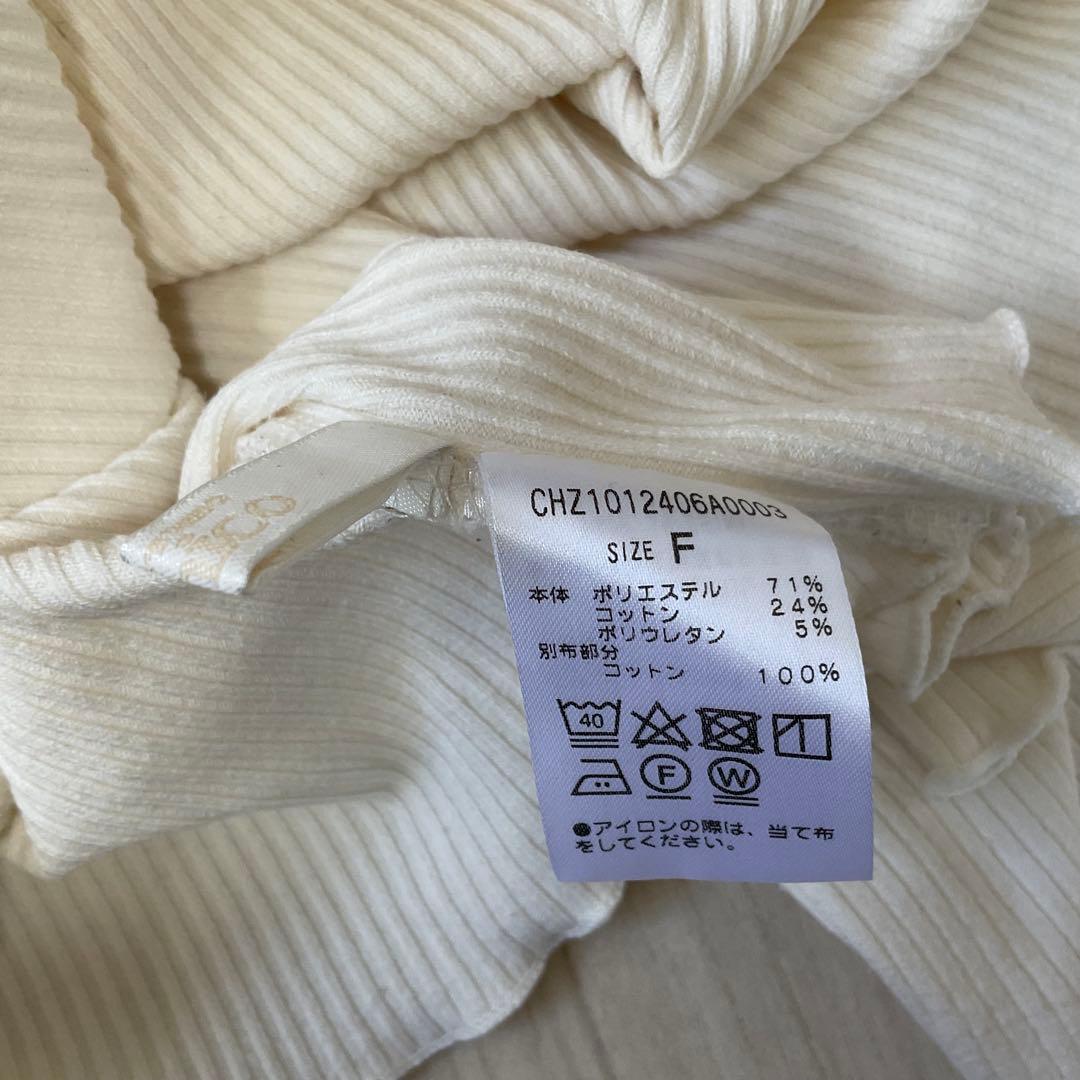 CHZ1012406A0003
SIZE F
本体 ポリエステル 71%
コットン 24%
ポリウレタン 5%
別布部分
コットン 100%
40
F W
●アイロンの際は、当て布
をしてください。